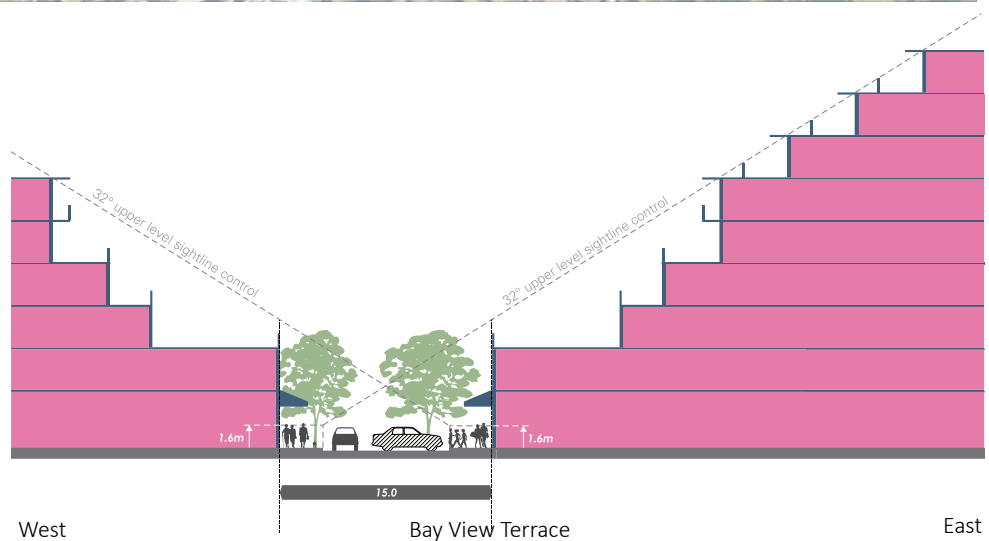 32° upper level sightline control
32° upper level sightline control
1.6m
1.6m
15.0
West
Bay View Terrace
East